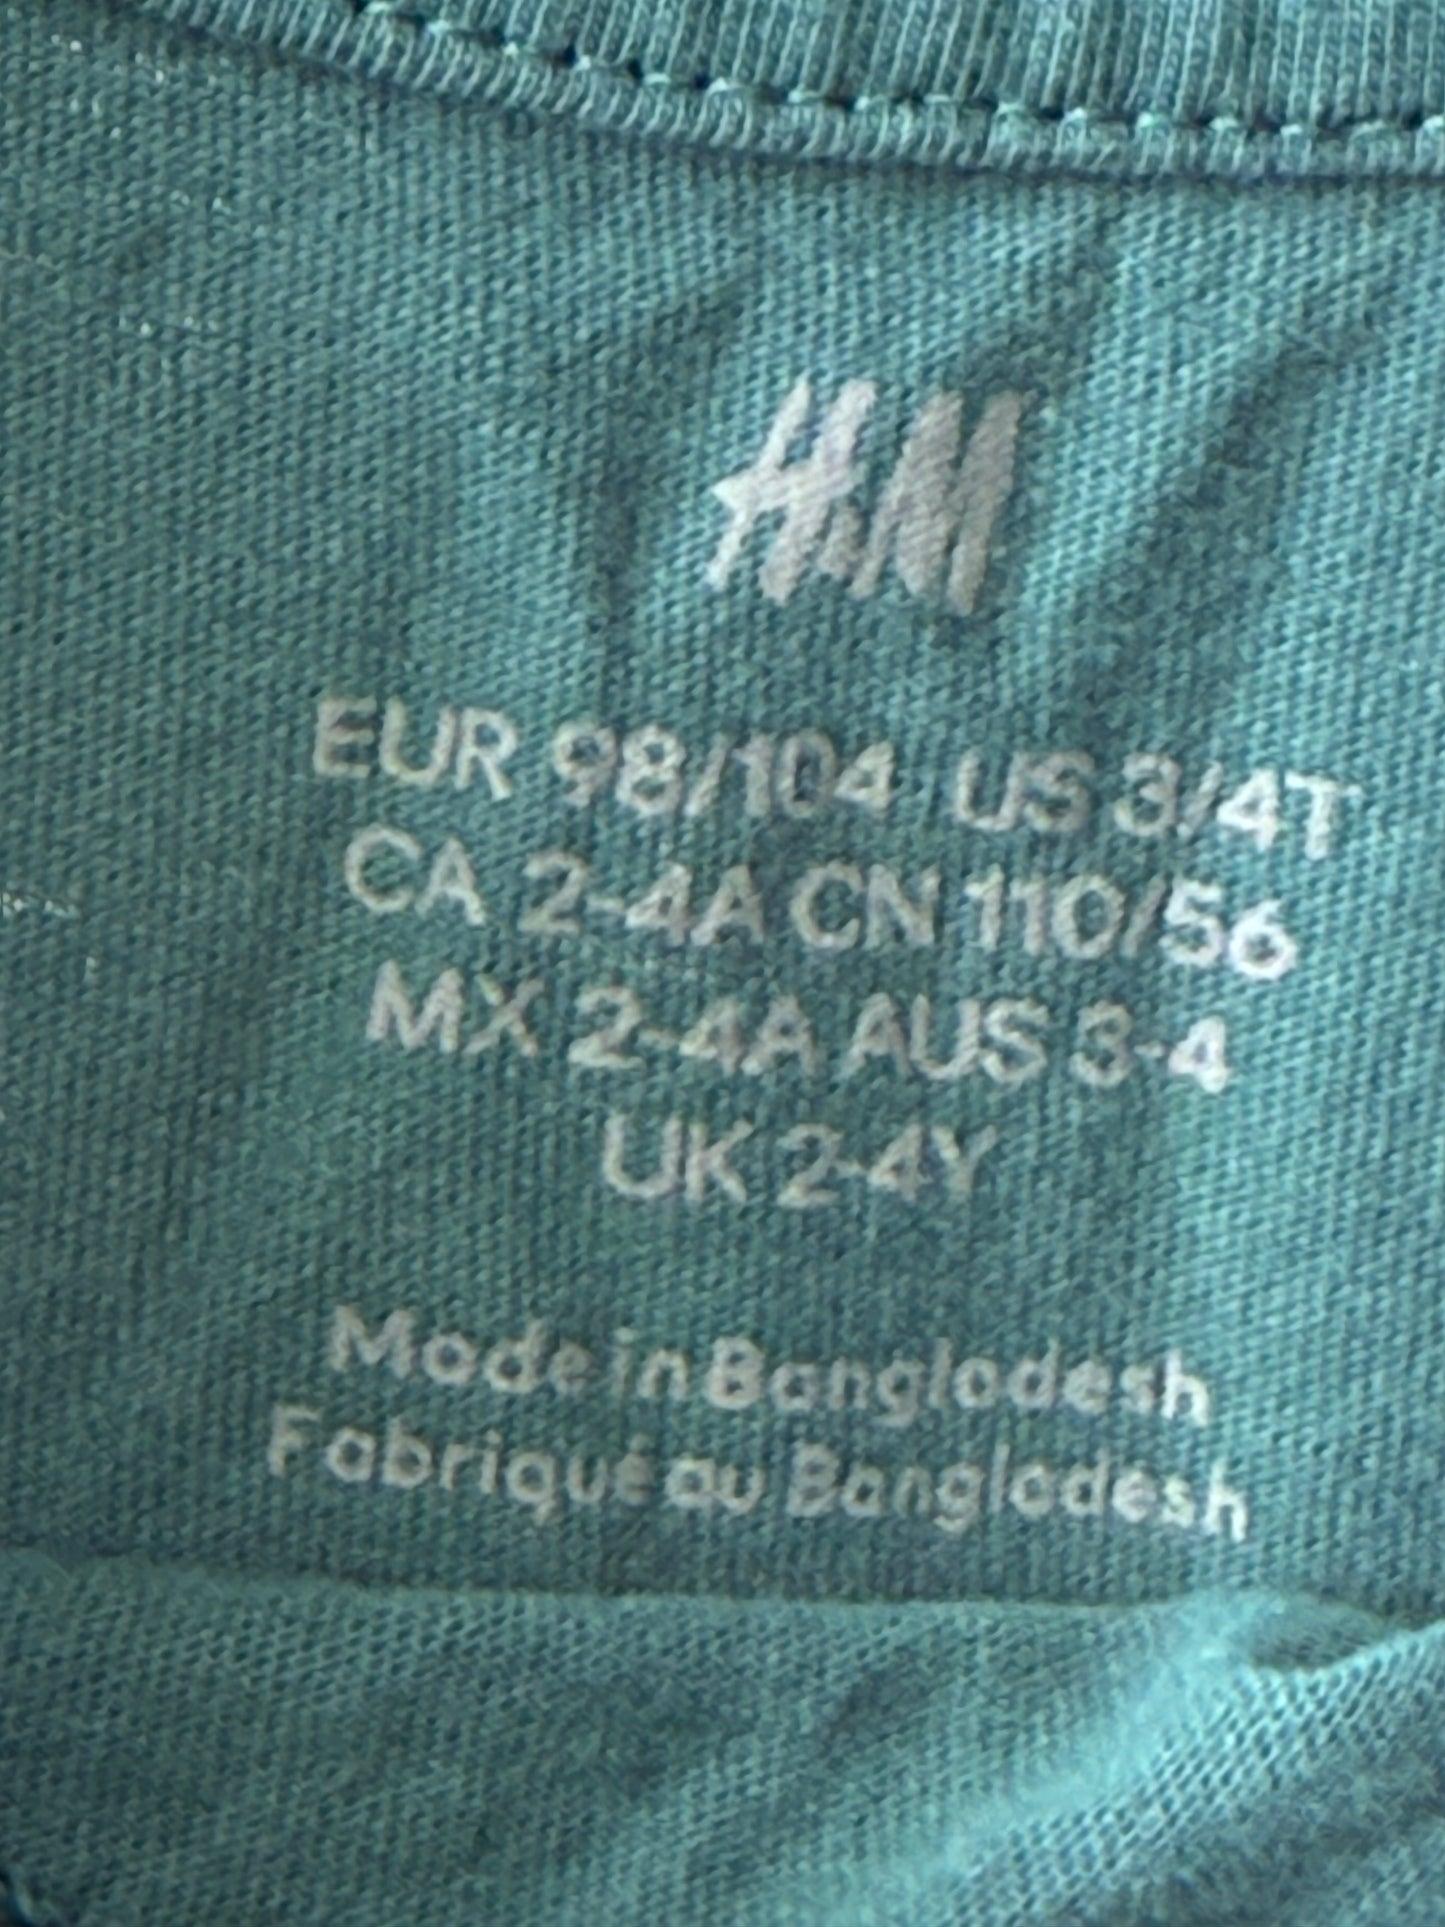 H&M
EUR 98/104 US 3/4T
CA 2-4A CN 110/56
MX 2-4A AUS 3-4
UK 2-4Y
Made in Bangladesh
Fabriqué au Bangladesh